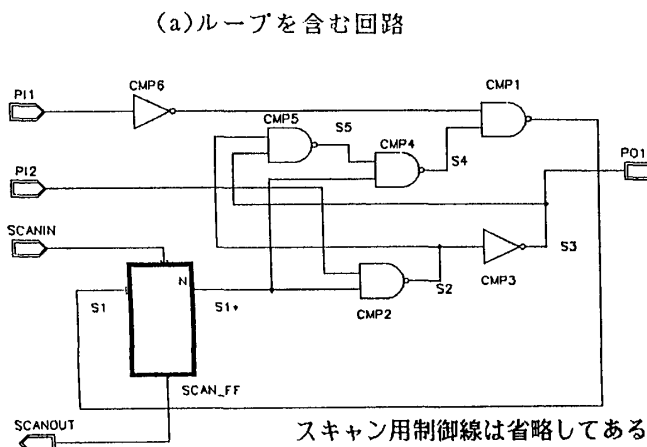 (a)ループを含む回路
PI1
CMP6
CMP1
CMP5
S5
CMP4
S4
PO1
PI2
SCANIN
S3
N
S1
S1+
CMP2
S2
CMP3
SCAN_FF
SCANOUT
スキャン用制御線は省略してある